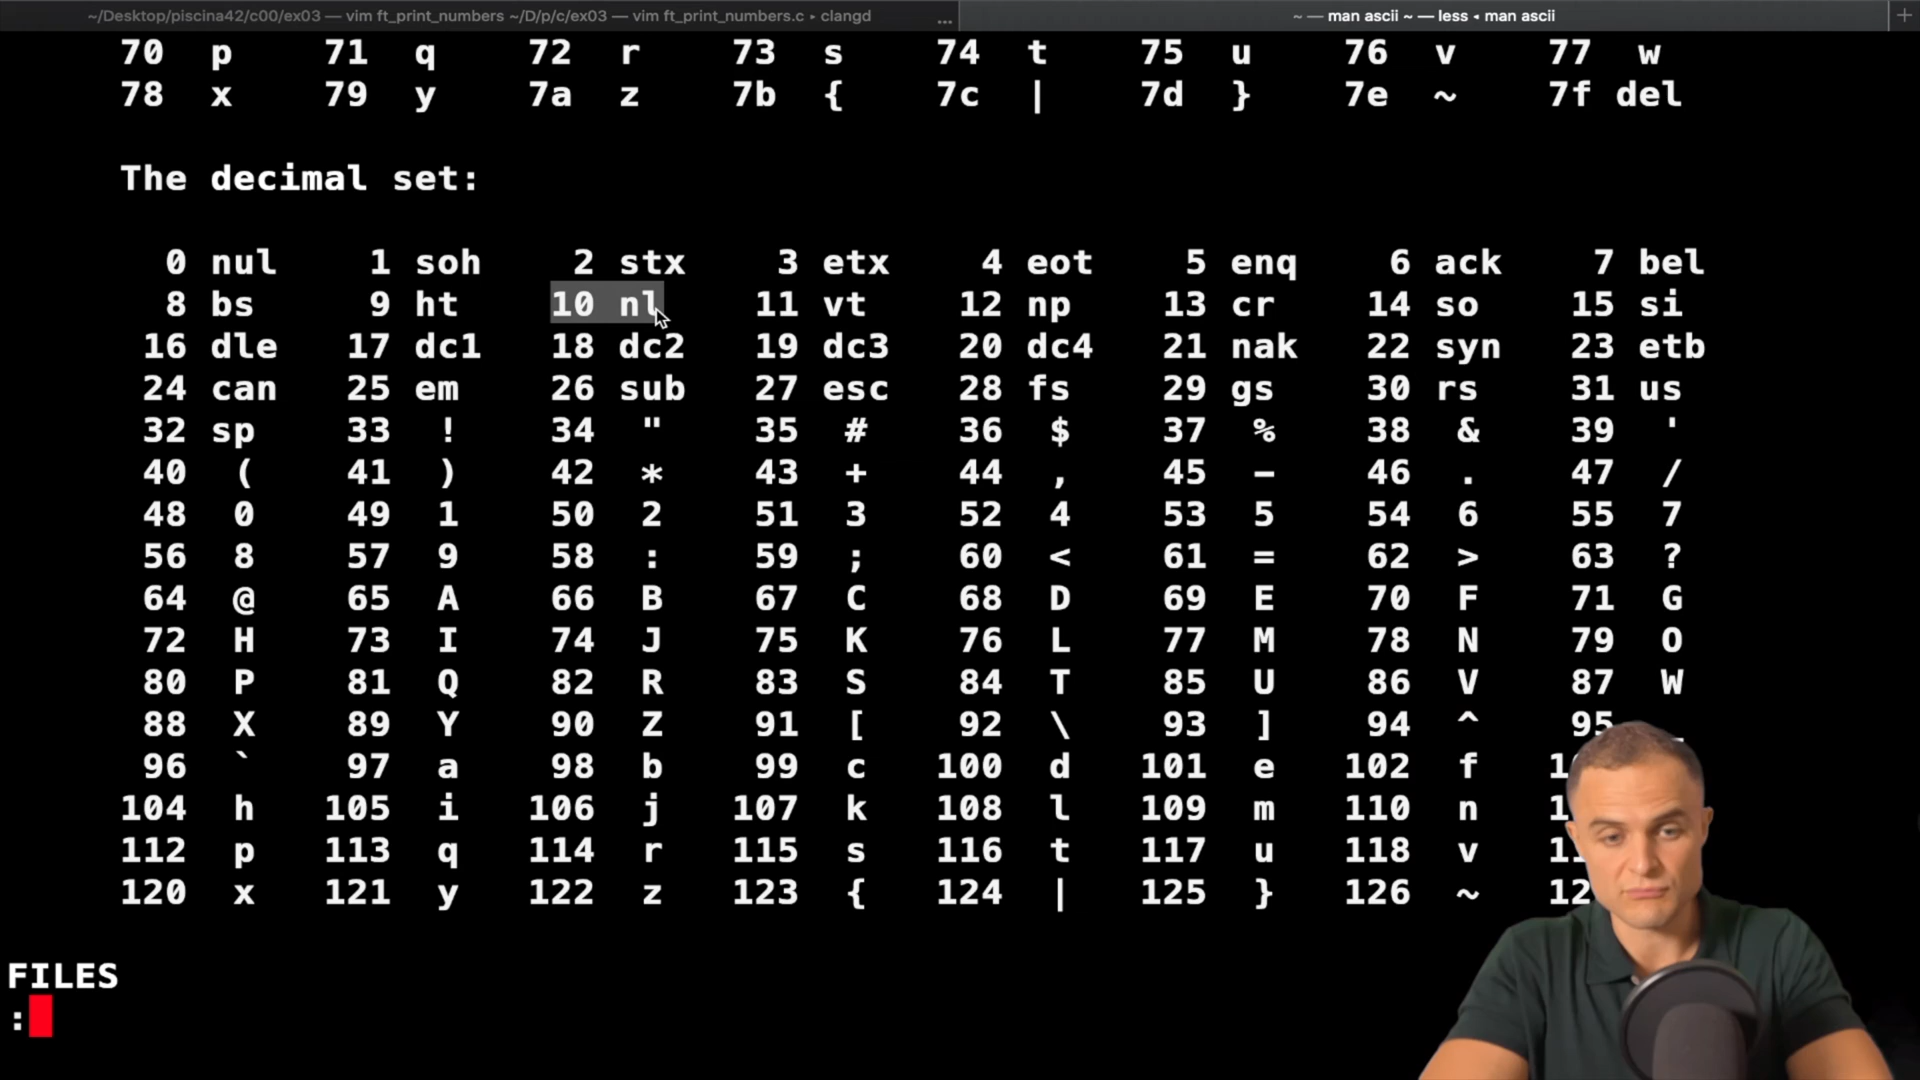 ~/Desktop/piscina42/c00/ex03 — vim ft_print_numbers ~/D/p/c/ex03 — vim ft_print_numbers.c ▸ clangd ... ~ — man ascii ~ — less ◂ man ascii +
70 p 71 q 72 r 73 s 74 t 75 u 76 v 77 w
78 x 79 y 7a z 7b { 7c | 7d } 7e ~ 7f del
The decimal set:
0 nul 1 soh 2 stx 3 etx 4 eot 5 enq 6 ack 7 bel
8 bs 9 ht 10 nl 11 vt 12 np 13 cr 14 so 15 si
16 dle 17 dc1 18 dc2 19 dc3 20 dc4 21 nak 22 syn 23 etb
24 can 25 em 26 sub 27 esc 28 fs 29 gs 30 rs 31 us
32 sp 33 ! 34 " 35 # 36 $ 37 % 38 & 39 '
40 ( 41 ) 42 * 43 + 44 , 45 - 46 . 47 /
48 0 49 1 50 2 51 3 52 4 53 5 54 6 55 7
56 8 57 9 58 : 59 ; 60 < 61 = 62 > 63 ?
64 @ 65 A 66 B 67 C 68 D 69 E 70 F 71 G
72 H 73 I 74 J 75 K 76 L 77 M 78 N 79 O
80 P 81 Q 82 R 83 S 84 T 85 U 86 V 87 W
88 X 89 Y 90 Z 91 [ 92 \ 93 ] 94 ^ 95
96 ` 97 a 98 b 99 c 100 d 101 e 102 f
104 h 105 i 106 j 107 k 108 l 109 m 110 n
112 p 113 q 114 r 115 s 116 t 117 u 118 v
120 x 121 y 122 z 123 { 124 | 125 } 126 ~
FILES
: